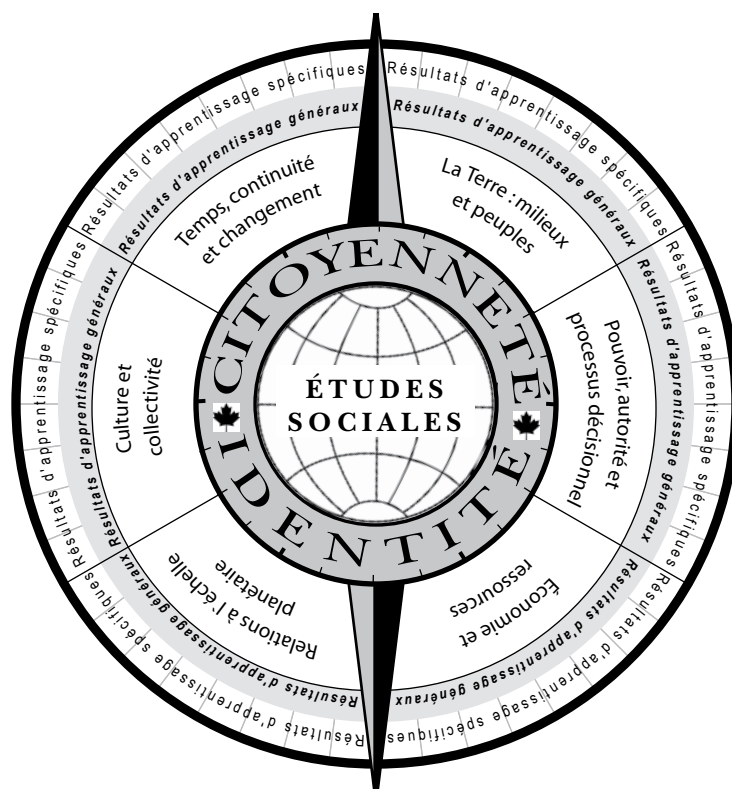 Résultats d'apprentissage spécifiques
Résultats d'apprentissage généraux
Temps, continuité
et changement
Résultats d'apprentissage spécifiques
Résultats d'apprentissage généraux
La Terre : milieux
et peuples
Résultats d'apprentissage spécifiques
Résultats d'apprentissage généraux
Pouvoir, autorité et
processus décisionnel
Résultats d'apprentissage spécifiques
Résultats d'apprentissage généraux
Économie et
ressources
Résultats d'apprentissage spécifiques
Résultats d'apprentissage généraux
Relations à l'échelle
planétaire
Résultats d'apprentissage spécifiques
Résultats d'apprentissage généraux
Culture et
collectivité
CITOYENNETÉ
IDENTITÉ
ÉTUDES
SOCIALES